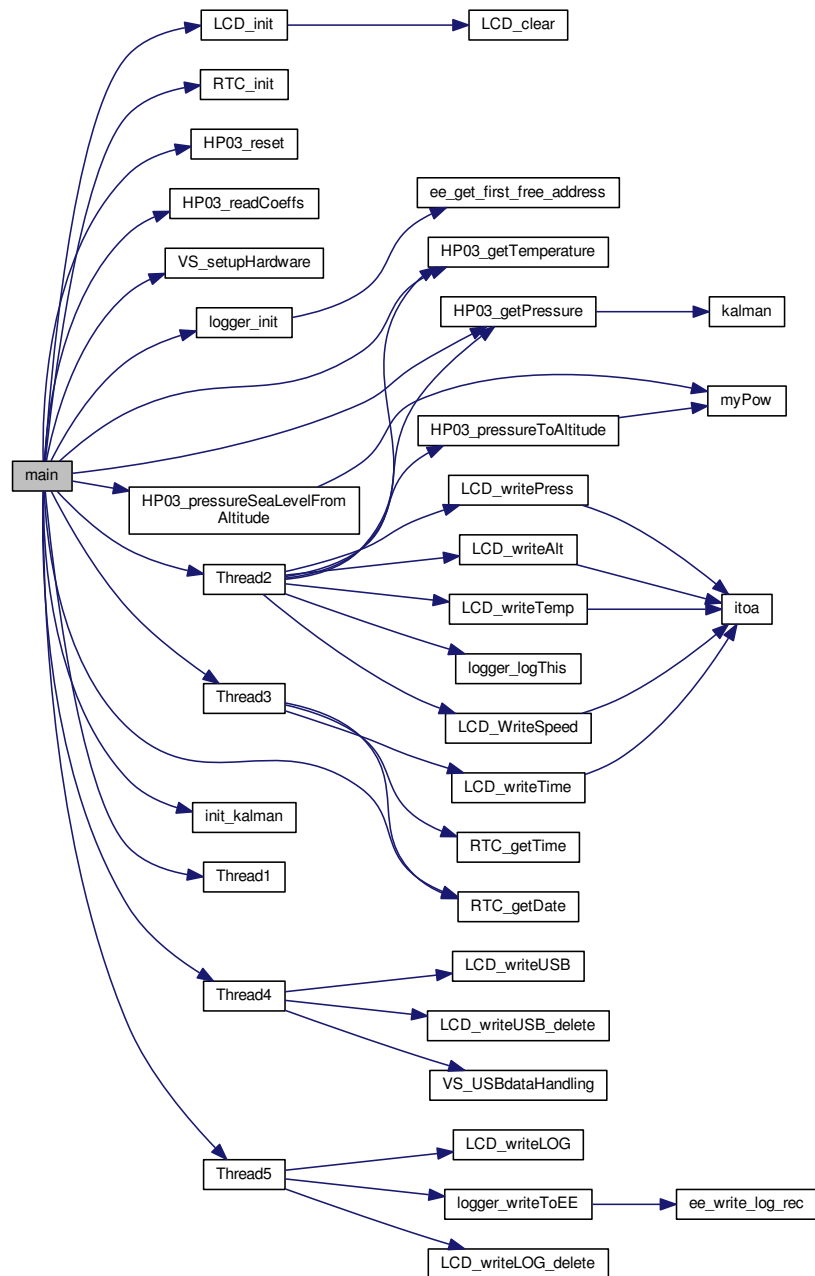 LCD_init
LCD_clear
RTC_init
HP03_reset
ee_get_first_free_address
HP03_readCoeffs
HP03_getTemperature
VS_setupHardware
HP03_getPressure
kalman
logger_init
myPow
HP03_pressureToAltitude
main
LCD_writePress
HP03_pressureSeaLevelFrom
Altitude
LCD_writeAlt
Thread2
LCD_writeTemp
itoa
logger_logThis
Thread3
LCD_WriteSpeed
LCD_writeTime
init_kalman
RTC_getTime
Thread1
RTC_getDate
LCD_writeUSB
Thread4
LCD_writeUSB_delete
VS_USBdataHandling
LCD_writeLOG
Thread5
logger_writeToEE
ee_write_log_rec
LCD_writeLOG_delete